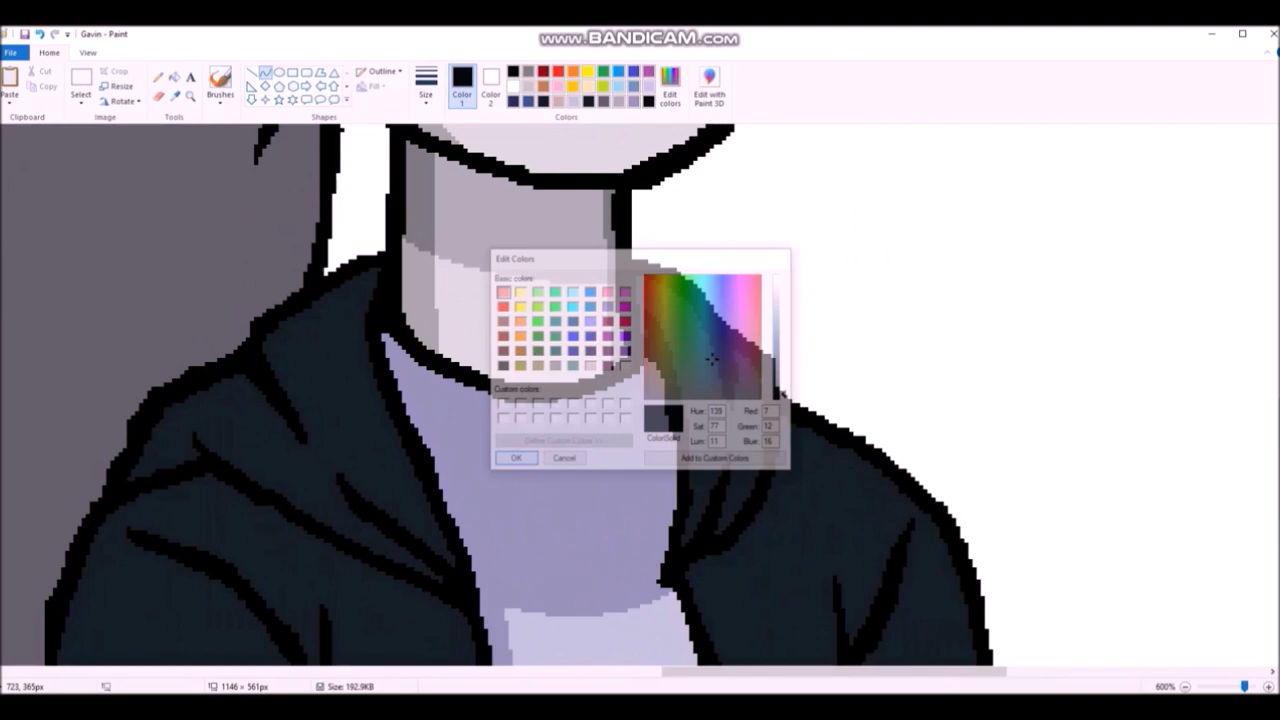 www.BANDICAM.com
Gavin - Paint
File
Home
View
Paste
Cut
Copy
Clipboard
Select
Crop
Resize
Rotate
Image
Tools
Brushes
Outline
Fill
Shapes
Size
Color 1
Color 2
Edit colors
Colors
Edit with Paint 3D
Edit Colors
Basic colors:
Custom colors:
Define Custom Colors >>
OK
Cancel
Color|Solid
Hue: 139
Sat: 77
Lum: 11
Red: 7
Green: 12
Blue: 16
Add to Custom Colors
723, 365px
1146 × 561px
Size: 192.9KB
600%